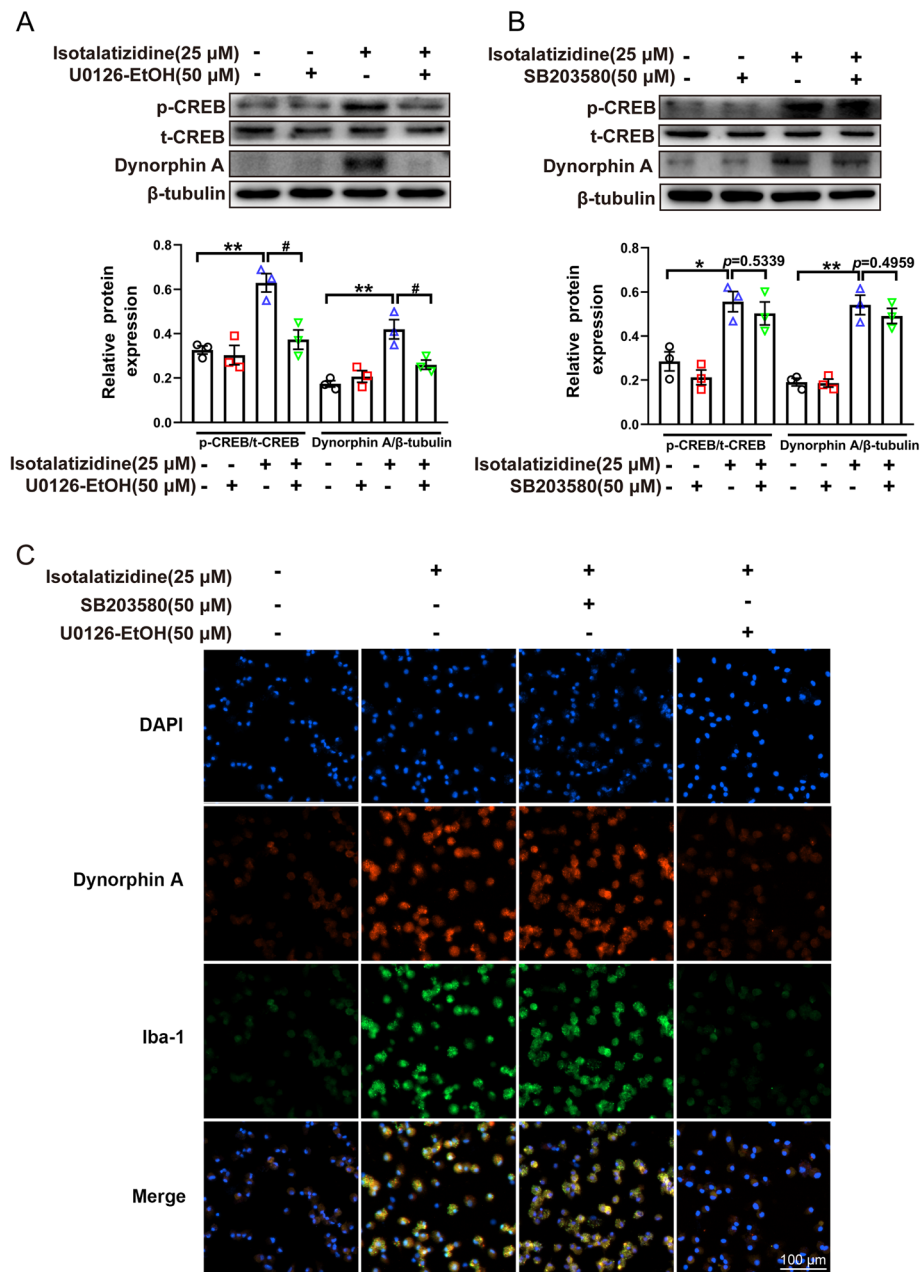 A
Isotalatizidine(25 μM) - - + +
U0126-EtOH(50 μM) - + - +
p-CREB
t-CREB
Dynorphin A
β-tubulin
Relative protein
expression
0.8
0.6
0.4
0.2
0.0
** # ** #
p-CREB/t-CREB Dynorphin A/β-tubulin
Isotalatizidine(25 μM) - - + + - - + +
U0126-EtOH(50 μM) - + - + - + - +
B
Isotalatizidine(25 μM) - - + +
SB203580(50 μM) - + - +
p-CREB
t-CREB
Dynorphin A
β-tubulin
Relative protein
expression
0.8
0.6
0.4
0.2
0.0
* p=0.5339 ** p=0.4959
p-CREB/t-CREB Dynorphin A/β-tubulin
Isotalatizidine(25 μM) - - + + - - + +
SB203580(50 μM) - + - + - + - +
C
Isotalatizidine(25 μM) - + + +
SB203580(50 μM) - - + -
U0126-EtOH(50 μM) - - - +
DAPI
Dynorphin A
Iba-1
Merge
100 μm